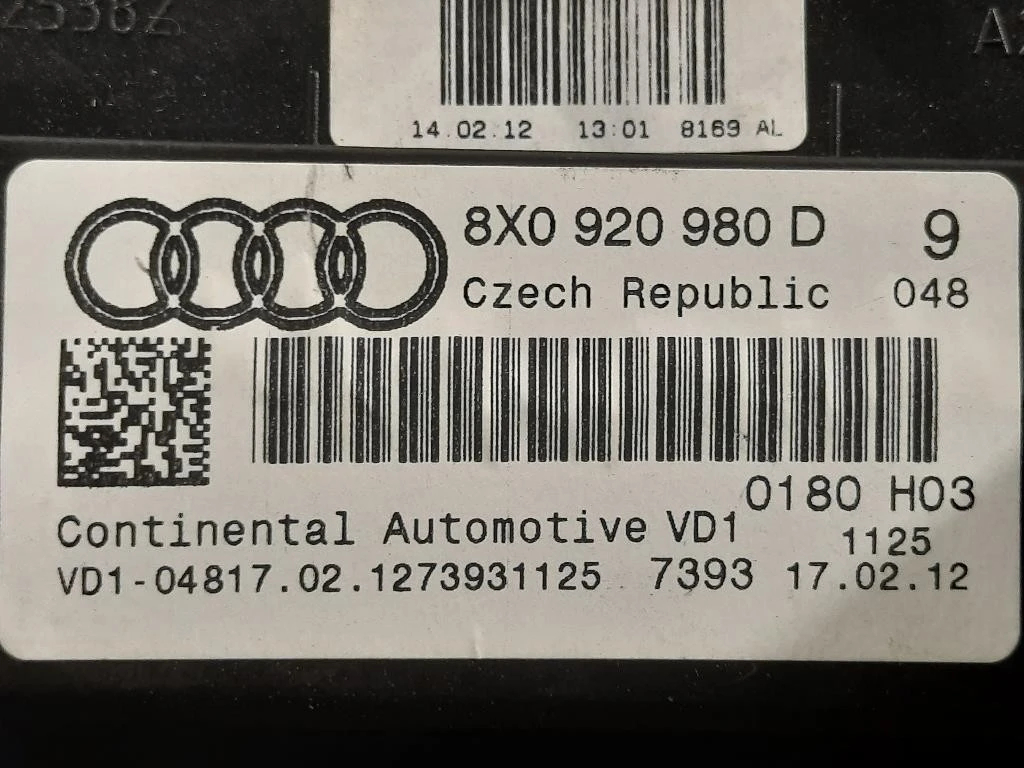 25382
14.02.12 13:01 8169 AL
8X0 920 980 D 9
Czech Republic 048
0180 H03
Continental Automotive VD1 1125
VD1-04817.02.1273931125 7393 17.02.12